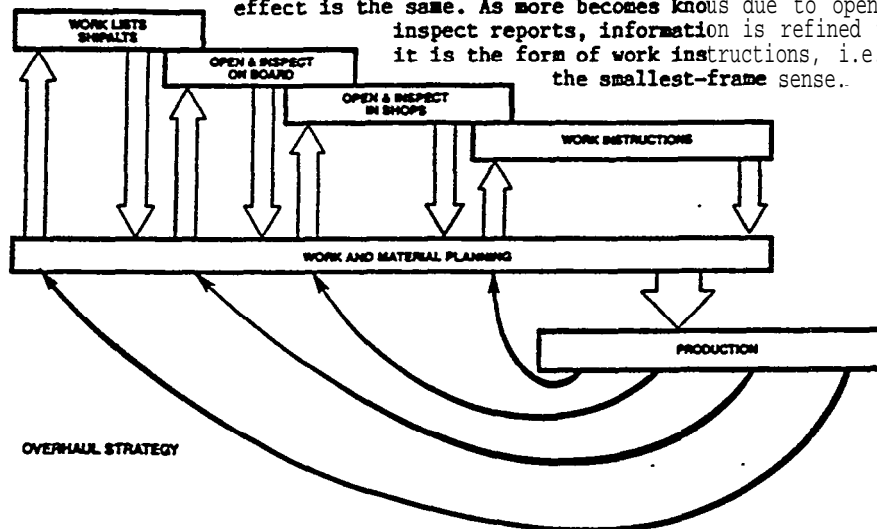 effect is the same. As more becomes knous due to open
inspect reports, information is refined
it is the form of work instructions, i.e.
the smallest-frame sense.
WORK LISTS
SHIPALTS
OPEN & INSPECT
ON BOARD
OPEN & INSPECT
IN SHOPS
WORK INSTRUCTIONS
WORK AND MATERIAL PLANNING
PRODUCTION
OVERHAUL STRATEGY